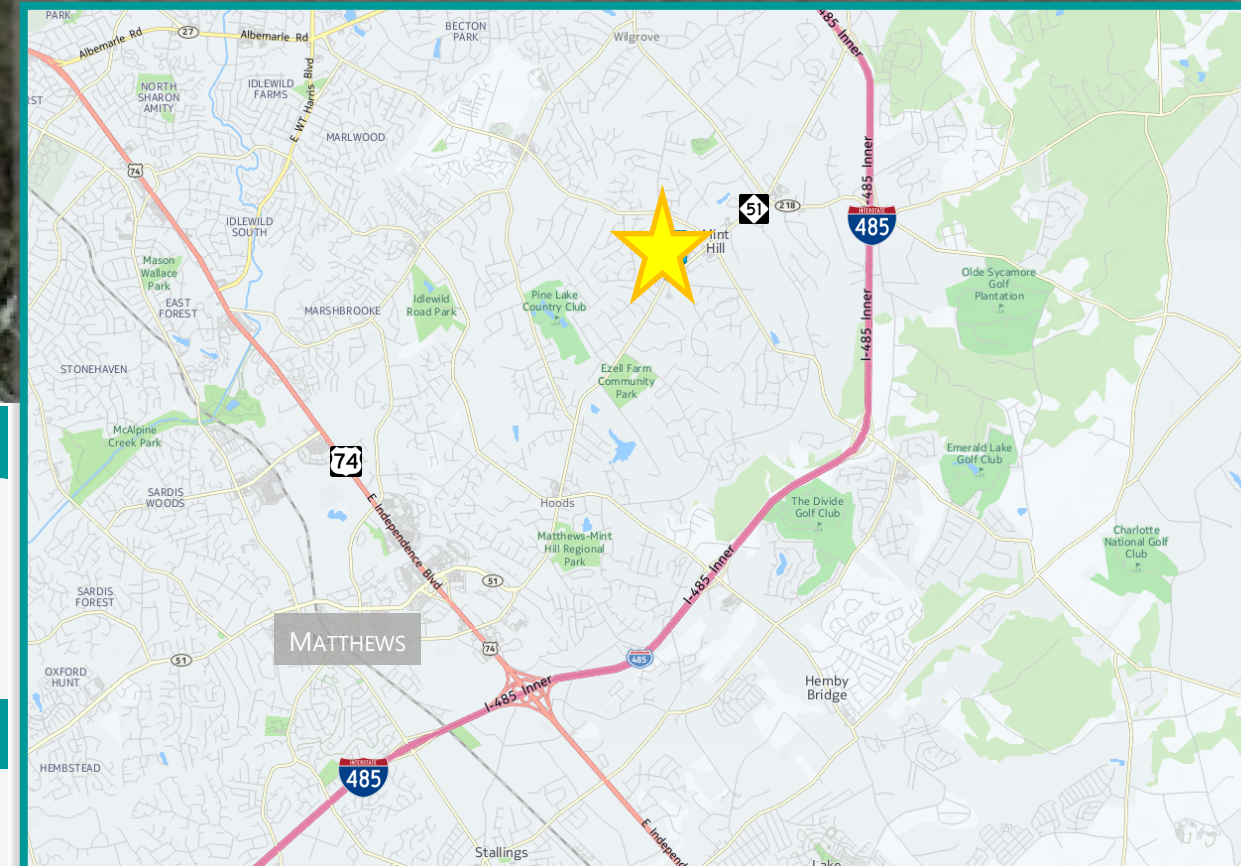 PARK
Albemarle Rd
27
Albemarle Rd
BECTON
PARK
Wilgrove
485 Inner
E WT Harris Blvd
NORTH
SHARON
AMITY
IDLEWILD
FARMS
MARLWOOD
74
I-485 Inner
51
218
INTERSTATE
485
Mint
Hill
IDLEWILD
SOUTH
Mason
Wallace
Park
EAST
FOREST
MARSHBROOKE
Idlewild
Road Park
Pine Lake
Country Club
Olde Sycamore
Golf
Plantation
I-485 Inner
STONEHAVEN
Ezell Farm
Community
Park
McAlpine
Creek Park
74
Emerald Lake
Golf Club
SARDIS
WOODS
E Independence Blvd
Hoods
The Divide
Golf Club
Matthews-Mint
Hill Regional
Park
Charlotte
National Golf
Club
I-485 Inner
51
SARDIS
FOREST
MATTHEWS
74
51
485
OXFORD
HUNT
I-485 Inner
Hemby
Bridge
HEMBSTEAD
INTERSTATE
485
E Indepen
Stallings
Lake